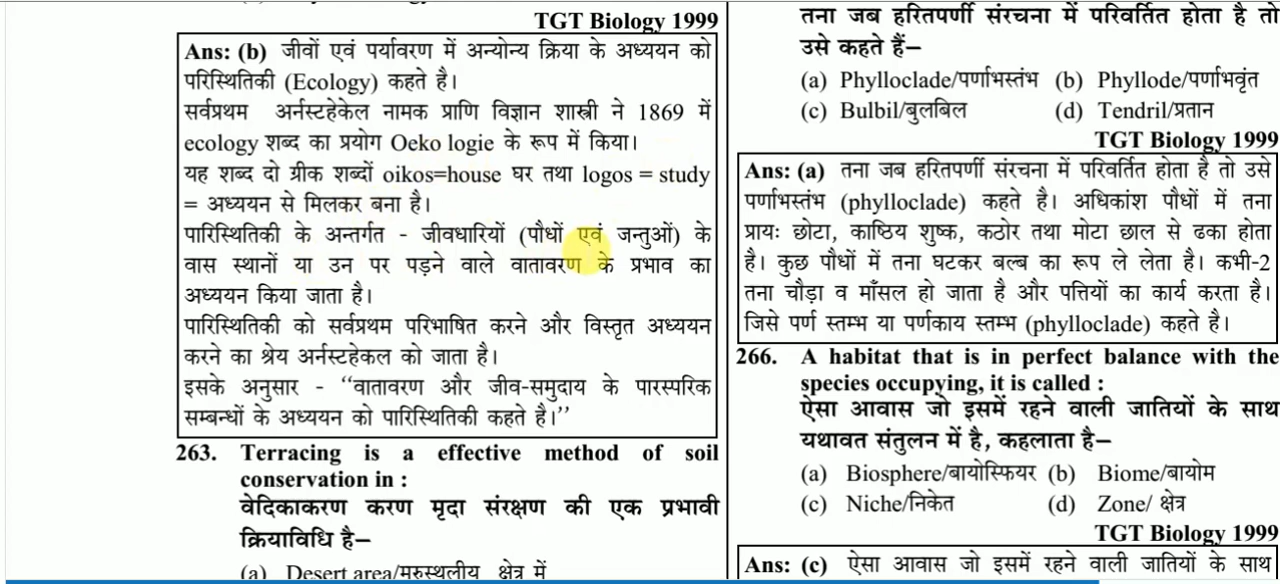 TGT Biology 1999
Ans: (b) जीवों एवं पर्यावरण में अन्योन्य क्रिया के अध्ययन को
परिस्थितिकी (Ecology) कहते है।
सर्वप्रथम अर्नस्टहेकेल नामक प्राणि विज्ञान शास्त्री ने 1869 में
ecology शब्द का प्रयोग Oeko logie के रूप में किया।
यह शब्द दो ग्रीक शब्दों oikos=house घर तथा logos = study
= अध्ययन से मिलकर बना है।
पारिस्थितिकी के अन्तर्गत - जीवधारियों (पौधों एवं जन्तुओं) के
वास स्थानों या उन पर पड़ने वाले वातावरण के प्रभाव का
अध्ययन किया जाता है।
पारिस्थितिकी को सर्वप्रथम परिभाषित करने और विस्तृत अध्ययन
करने का श्रेय अर्नस्टहेकल को जाता है।
इसके अनुसार - ‘‘वातावरण और जीव-समुदाय के पारस्परिक
सम्बन्धों के अध्ययन को पारिस्थितिकी कहते है।’’
263. Terracing is a effective method of soil
conservation in :
वेदिकाकरण करण मृदा संरक्षण की एक प्रभावी
क्रियाविधि है–
(a) Desert area/मरुस्थलीय क्षेत्र में
तना जब हरितपर्णी संरचना में परिवर्तित होता है तो
उसे कहते हैं–
(a) Phylloclade/पर्णाभस्तंभ (b) Phyllode/पर्णाभवृंत
(c) Bulbil/बुलबिल (d) Tendril/प्रतान
TGT Biology 1999
Ans: (a) तना जब हरितपर्णी संरचना में परिवर्तित होता है तो उसे
पर्णाभस्तंभ (phylloclade) कहते है। अधिकांश पौधों में तना
प्रायः छोटा, काष्ठिय शुष्क, कठोर तथा मोटा छाल से ढका होता
है। कुछ पौधों में तना घटकर बल्ब का रूप ले लेता है। कभी-2
तना चौड़ा व माँसल हो जाता है और पत्तियों का कार्य करता है।
जिसे पर्ण स्तम्भ या पर्णकाय स्तम्भ (phylloclade) कहते है।
266. A habitat that is in perfect balance with the
species occupying, it is called :
ऐसा आवास जो इसमें रहने वाली जातियों के साथ
यथावत संतुलन में है, कहलाता है–
(a) Biosphere/बायोस्फियर (b) Biome/बायोम
(c) Niche/निकेत (d) Zone/ क्षेत्र
TGT Biology 1999
Ans: (c) ऐसा आवास जो इसमें रहने वाली जातियों के साथ